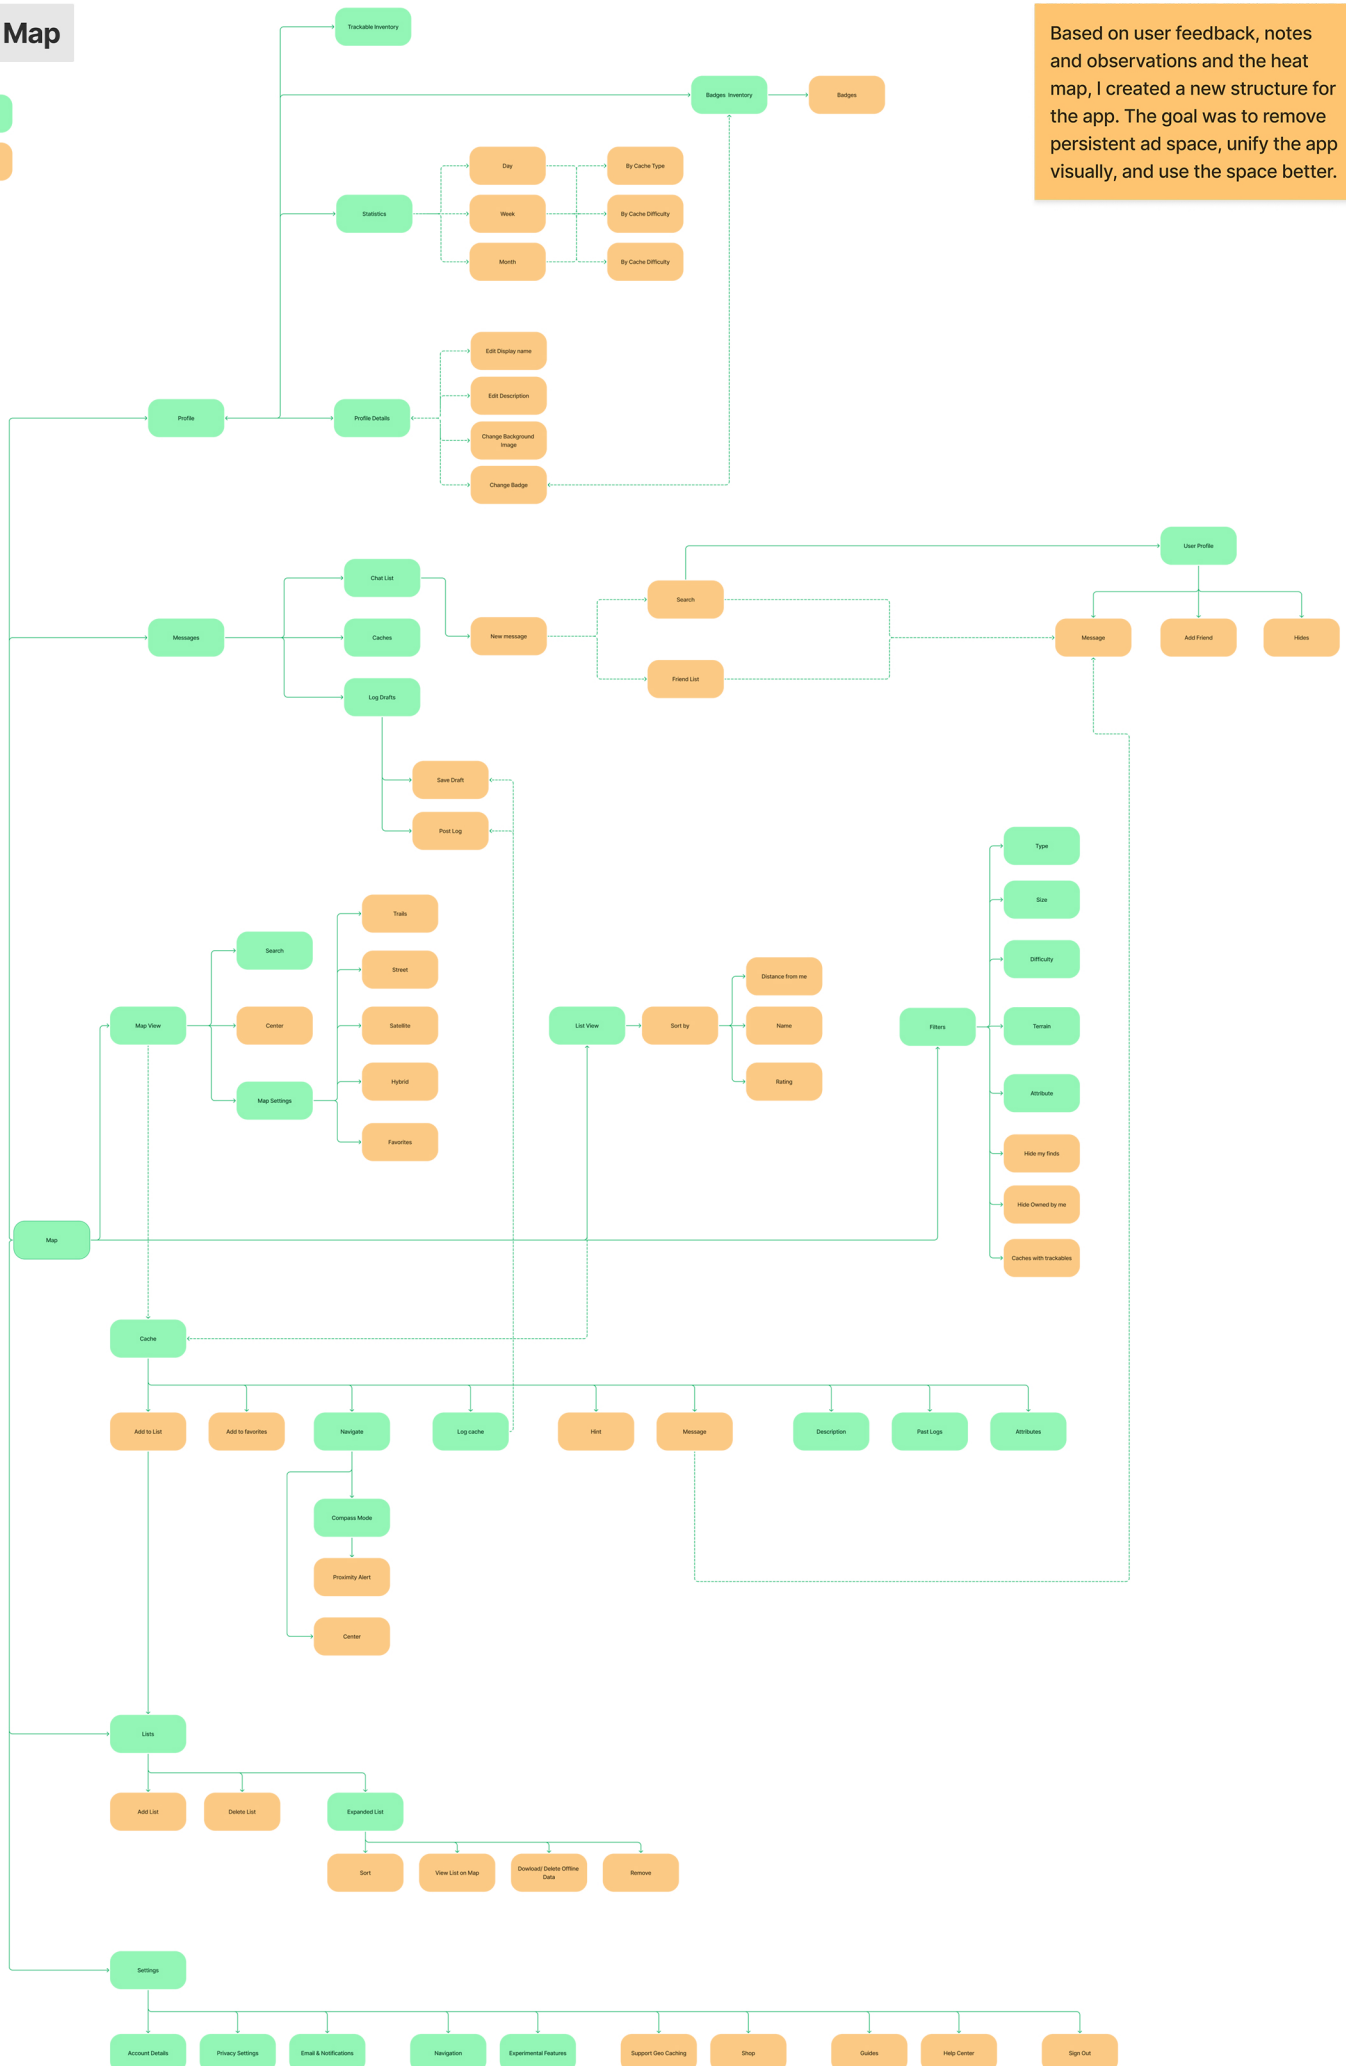 Map
Based on user feedback, notes
and observations and the heat
map, I created a new structure for
the app. The goal was to remove
persistent ad space, unify the app
visually, and use the space better.
Trackable Inventory
Badges Inventory
Badges
Day
By Cache Type
Statistics
Week
By Cache Difficulty
Month
By Cache Difficulty
Edit Display name
Edit Description
Profile
Profile Details
Change Background
Image
Change Badge
User Profile
Chat List
Search
Messages
Caches
New message
Message
Add Friend
Hides
Friend List
Log Drafts
Save Draft
Post Log
Type
Size
Trails
Search
Difficulty
Street
Distance from me
Map View
Center
Satellite
List View
Sort by
Name
Filters
Terrain
Map Settings
Hybrid
Rating
Attribute
Favorites
Hide my finds
Hide Owned by me
Map
Caches with trackables
Cache
Add to List
Add to favorites
Navigate
Log cache
Hint
Message
Description
Past Logs
Attributes
Compass Mode
Proximity Alert
Center
Lists
Add List
Delete List
Expanded List
Sort
View List on Map
Dowload/ Delete Offline
Data
Remove
Settings
Account Details
Privacy Settings
Email & Notifications
Navigation
Experimental Features
Support Geo Caching
Shop
Guides
Help Center
Sign Out